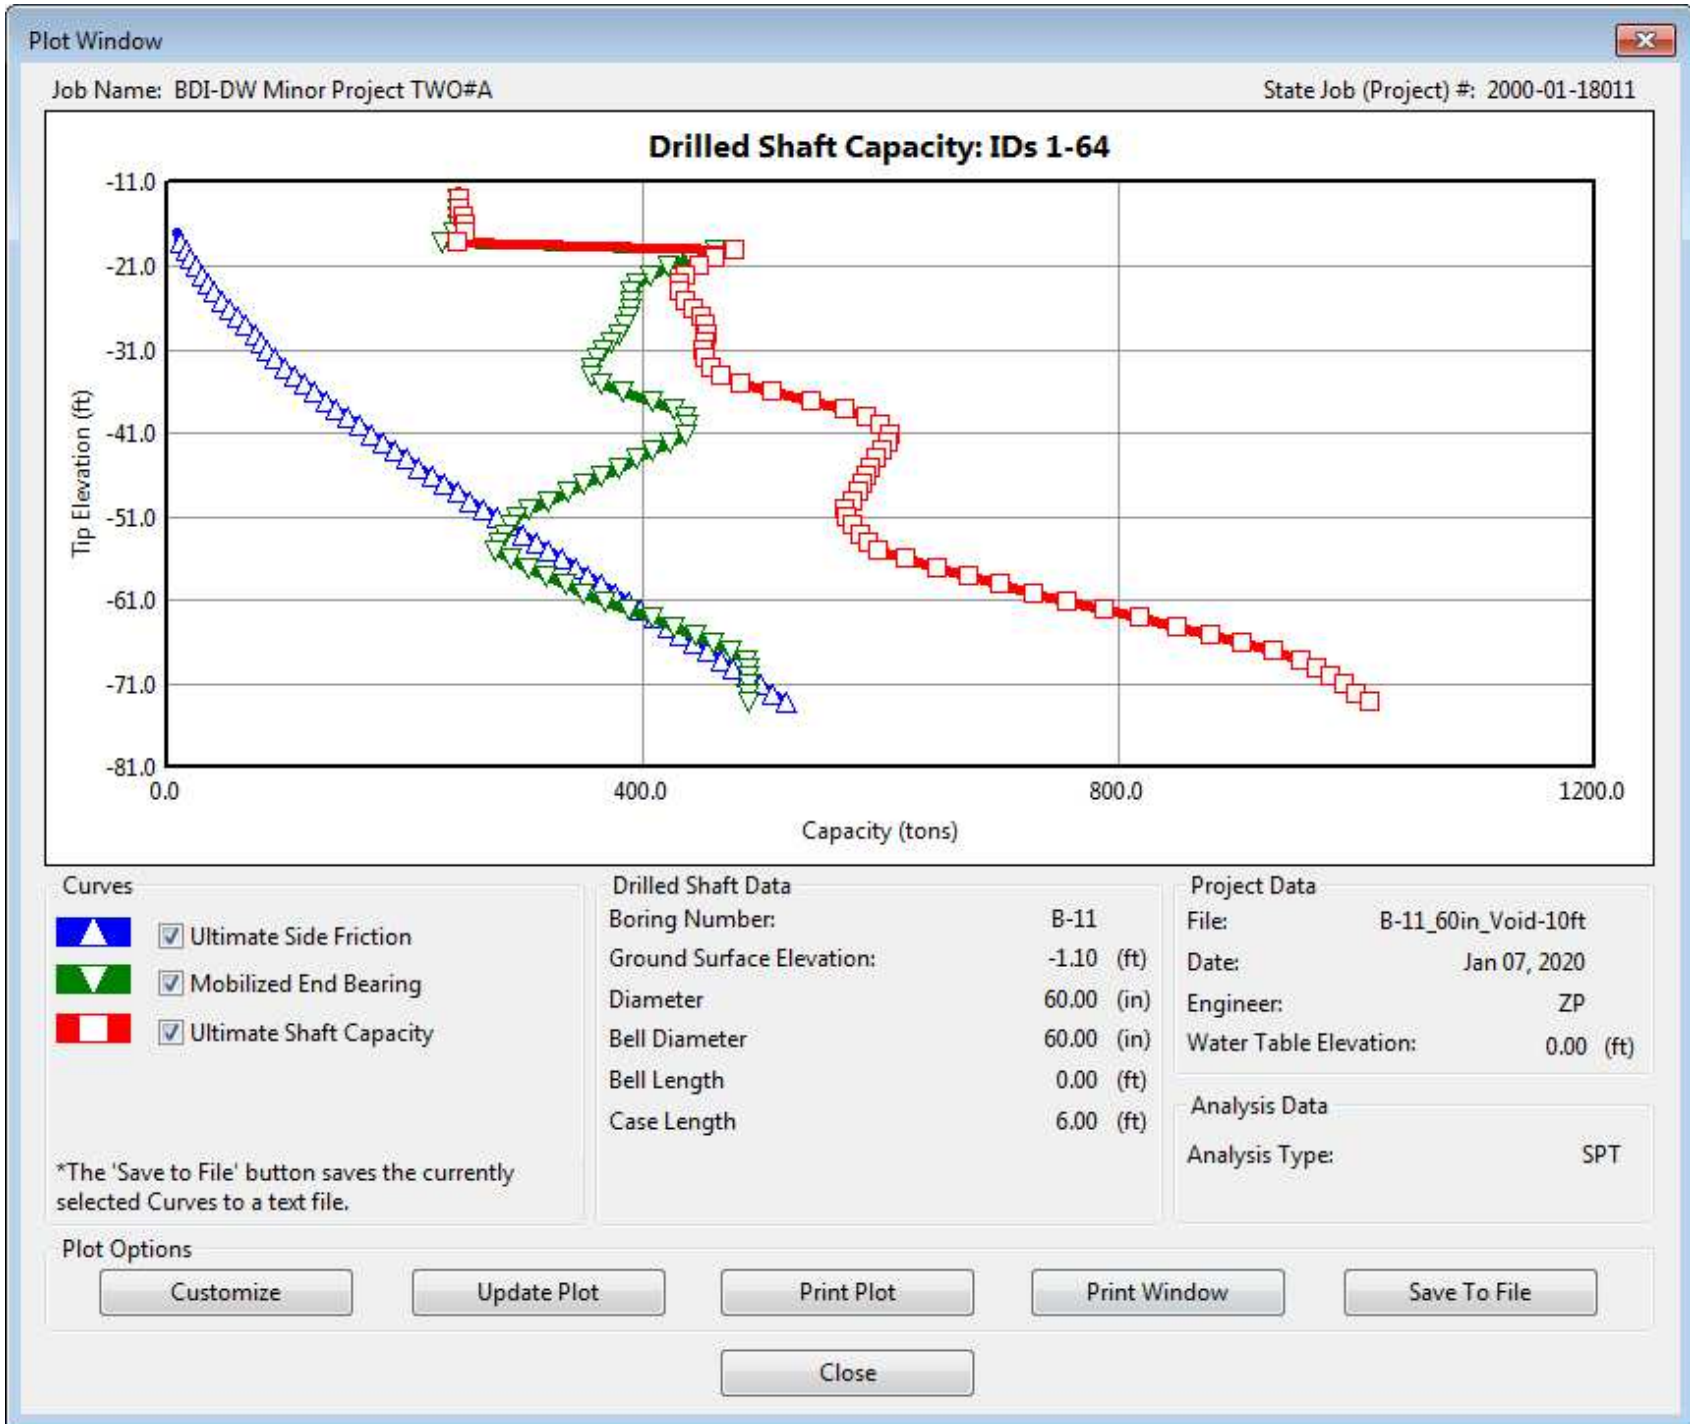 Plot Window
Job Name: BDI-DW Minor Project TWO#A
State Job (Project) #: 2000-01-18011
Drilled Shaft Capacity: IDs 1-64
-11.0
-21.0
-31.0
-41.0
-51.0
-61.0
-71.0
-81.0
Tip Elevation (ft)
0.0 400.0 800.0 1200.0
Capacity (tons)
Curves
Ultimate Side Friction
Mobilized End Bearing
Ultimate Shaft Capacity
*The 'Save to File' button saves the currently
selected Curves to a text file.
Drilled Shaft Data
Boring Number: B-11
Ground Surface Elevation: -1.10 (ft)
Diameter 60.00 (in)
Bell Diameter 60.00 (in)
Bell Length 0.00 (ft)
Case Length 6.00 (ft)
Project Data
File: B-11_60in_Void-10ft
Date: Jan 07, 2020
Engineer: ZP
Water Table Elevation: 0.00 (ft)
Analysis Data
Analysis Type: SPT
Plot Options
Customize
Update Plot
Print Plot
Print Window
Save To File
Close